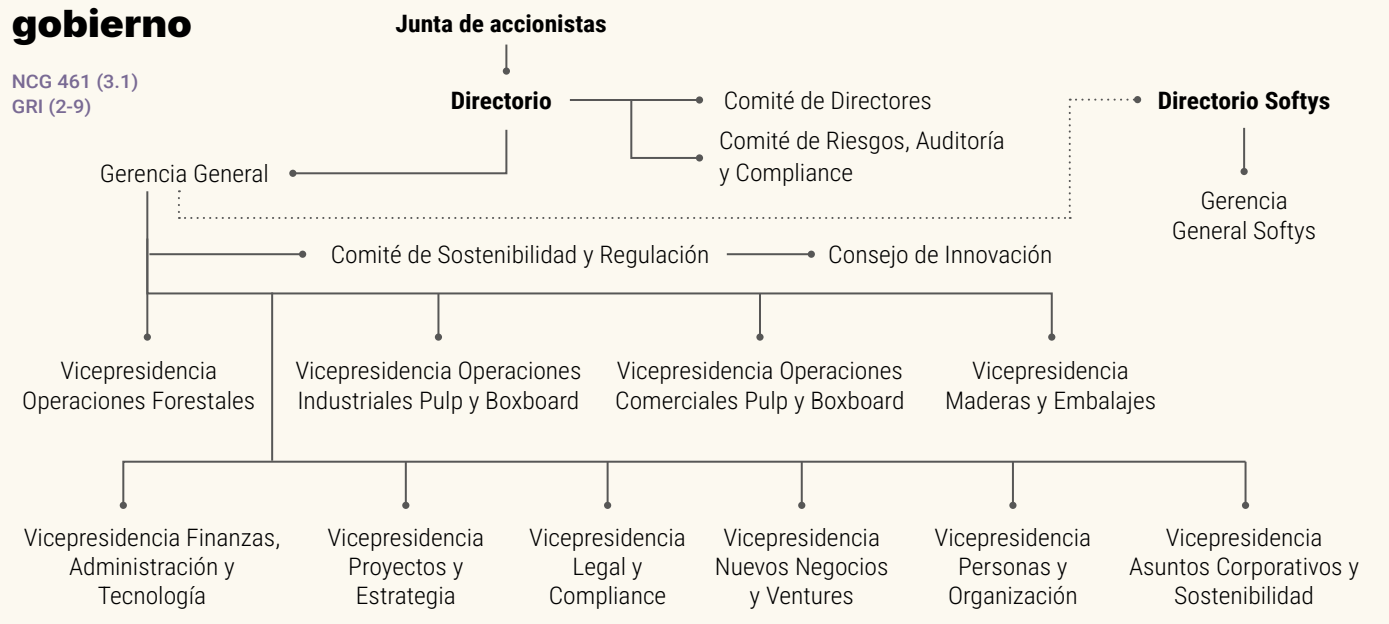 gobierno
NCG 461 (3.1)
GRI (2-9)
Junta de accionistas
Directorio
Comité de Directores
Comité de Riesgos, Auditoría
y Compliance
Directorio Softys
Gerencia
General Softys
Gerencia General
Comité de Sostenibilidad y Regulación
Consejo de Innovación
Vicepresidencia
Operaciones Forestales
Vicepresidencia Operaciones
Industriales Pulp y Boxboard
Vicepresidencia Operaciones
Comerciales Pulp y Boxboard
Vicepresidencia
Maderas y Embalajes
Vicepresidencia Finanzas,
Administración y
Tecnología
Vicepresidencia
Proyectos y
Estrategia
Vicepresidencia
Legal y
Compliance
Vicepresidencia
Nuevos Negocios
y Ventures
Vicepresidencia
Personas y
Organización
Vicepresidencia
Asuntos Corporativos y
Sostenibilidad